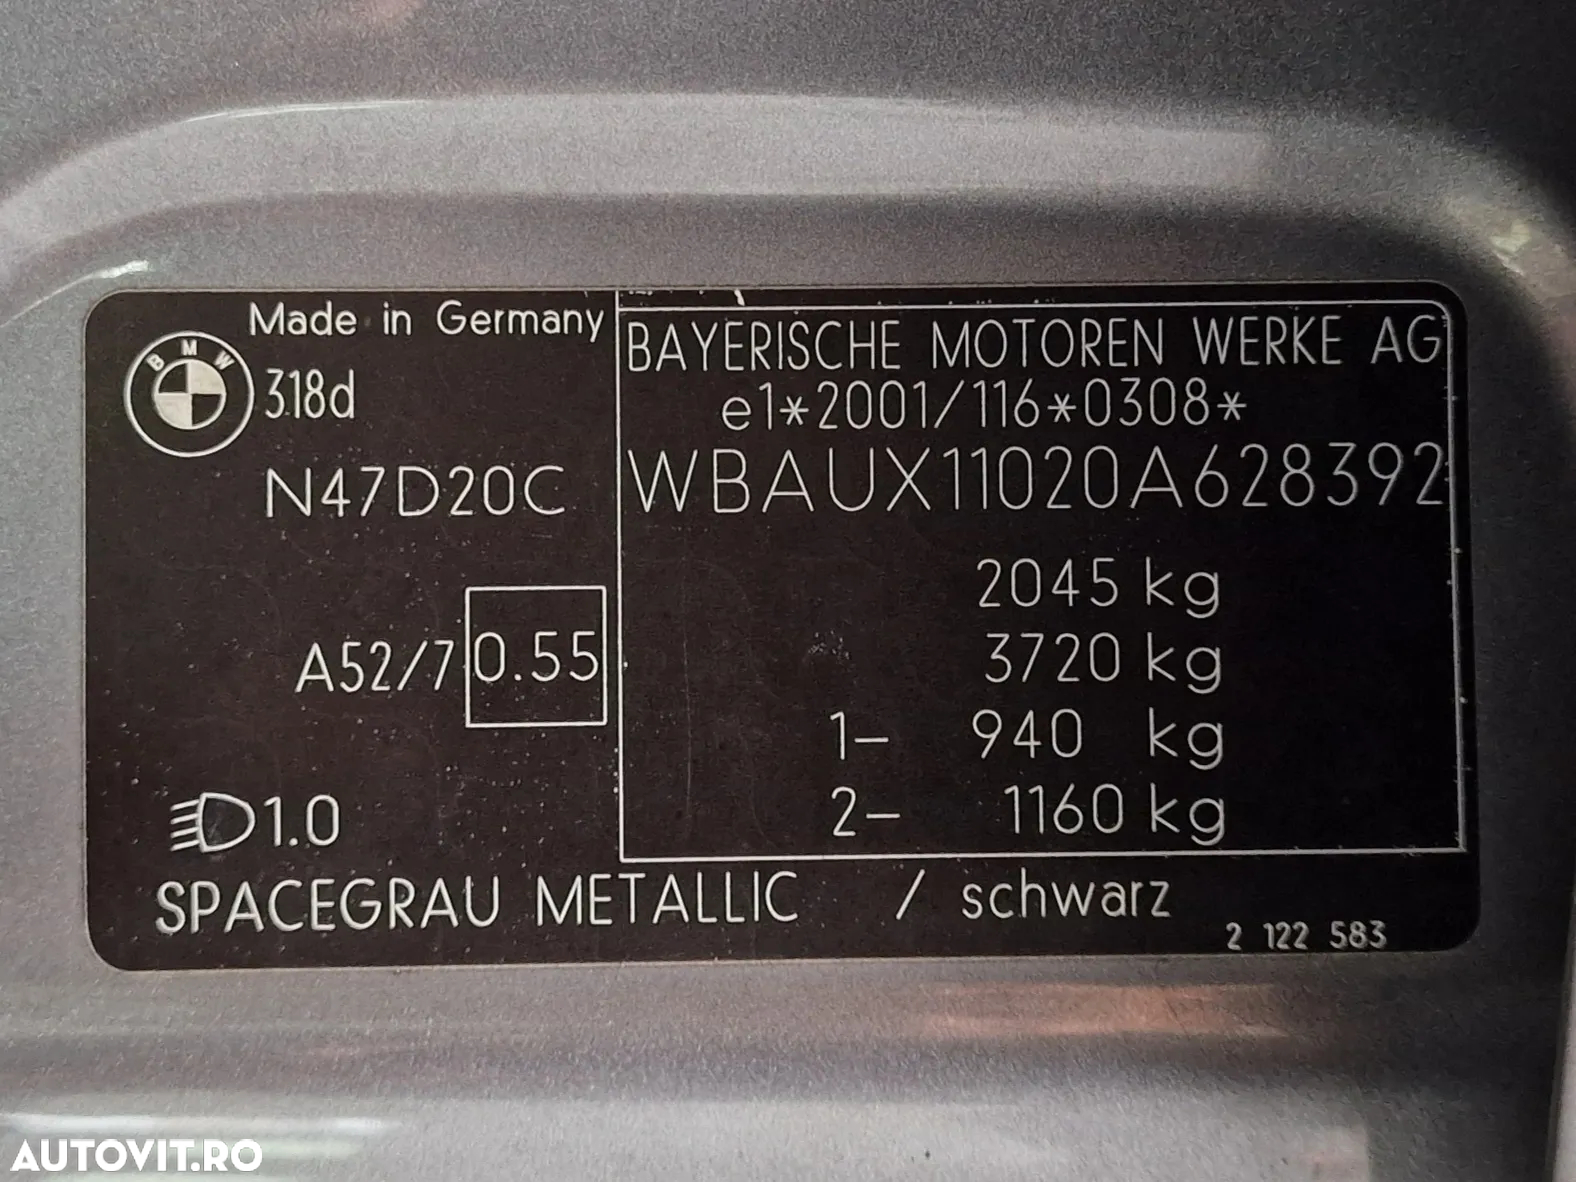 Made in Germany
BMW
318d
N47D20C
A52/7 0.55
1.0
BAYERISCHE MOTOREN WERKE AG
e1*2001/116*0308*
WBAUX11020A628392
2045 kg
3720 kg
1- 940 kg
2- 1160 kg
SPACEGRAU METALLIC / schwarz
2 122 583
AUTOVIT.RO